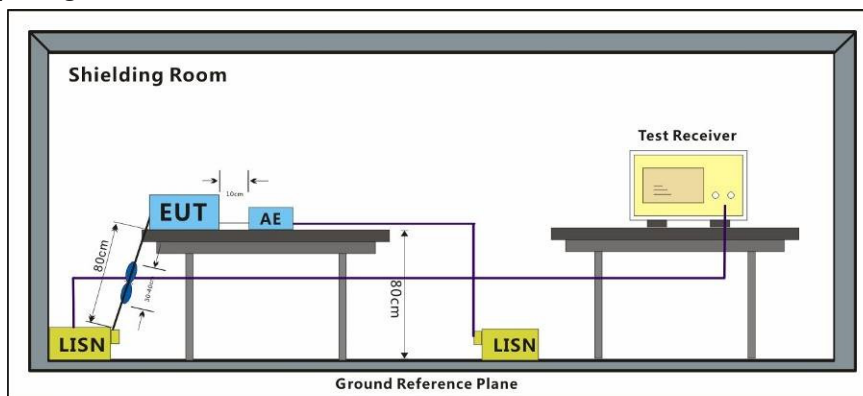 Shielding Room
Test Receiver
10cm
EUT
AE
80cm
30-40cm
80cm
LISN
LISN
Ground Reference Plane